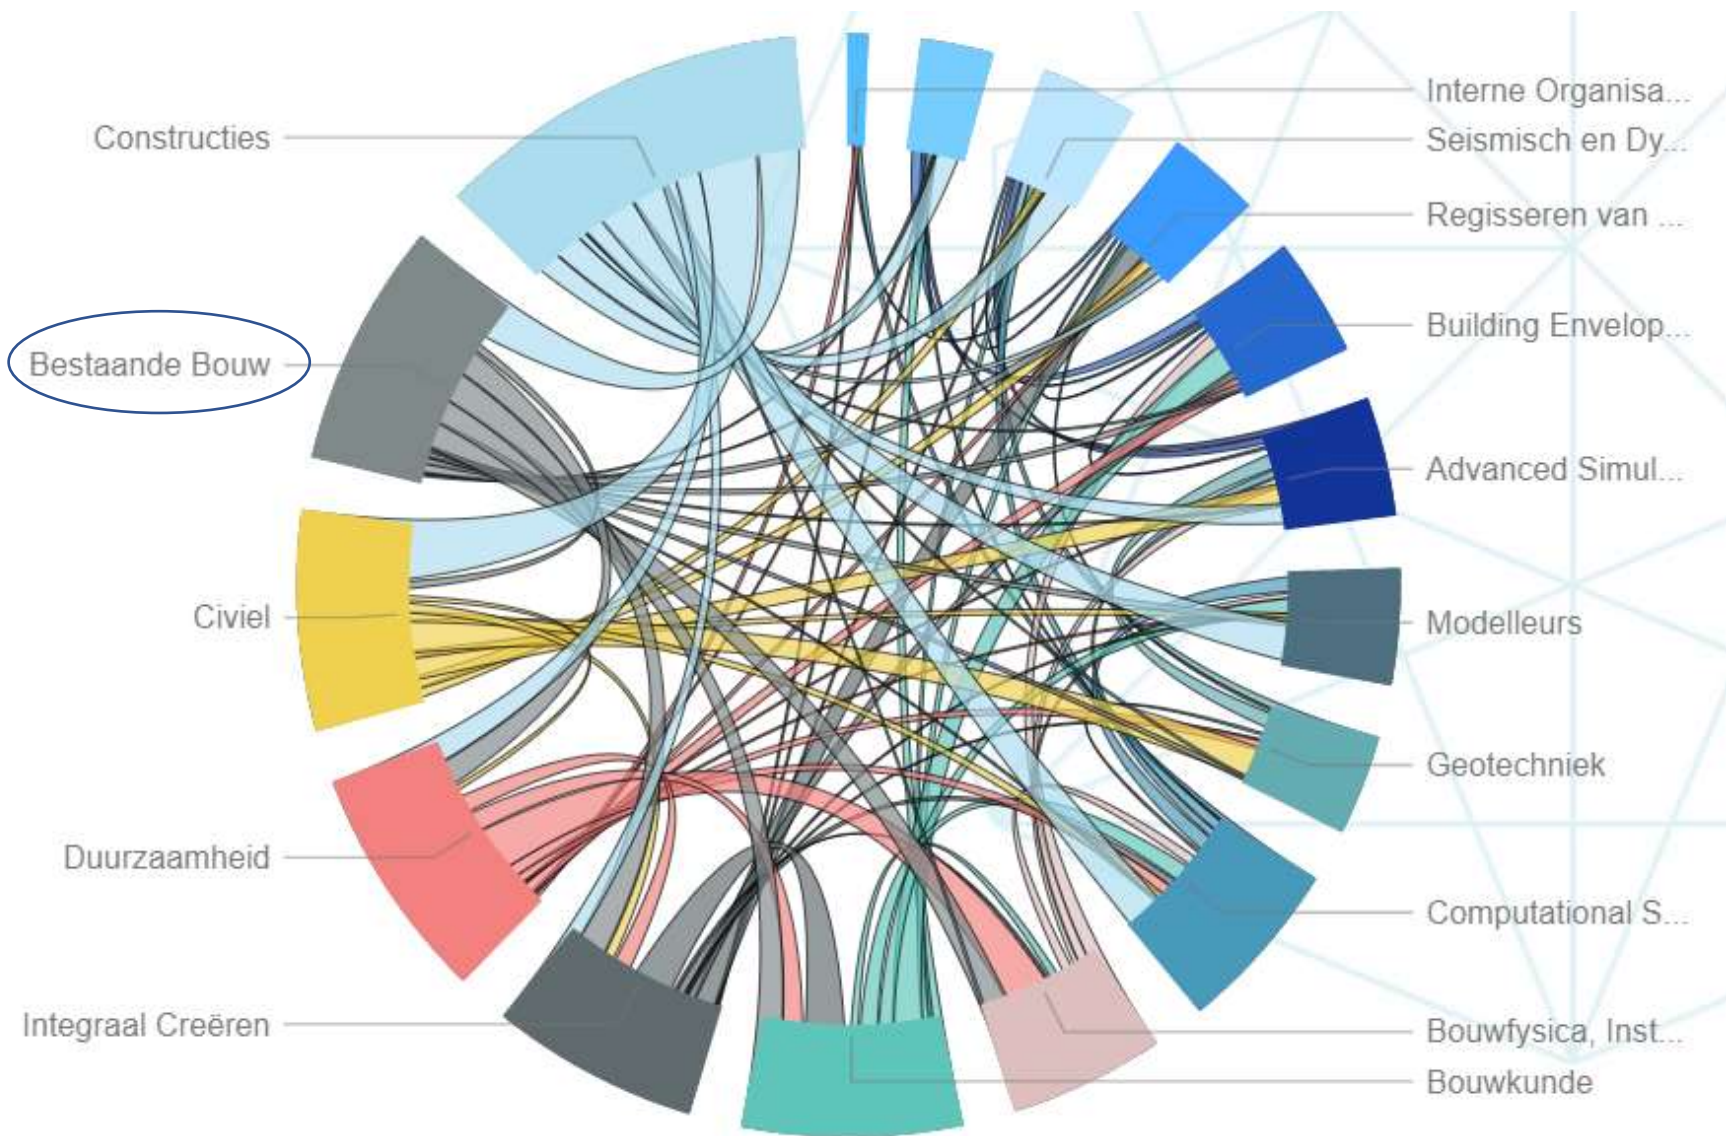 Constructies
Bestaande Bouw
Civiel
Duurzaamheid
Integraal Creëren
Interne Organisa...
Seismisch en Dy...
Regisseren van ...
Building Envelop...
Advanced Simul...
Modelleurs
Geotechniek
Computational S...
Bouwfysica, Inst...
Bouwkunde